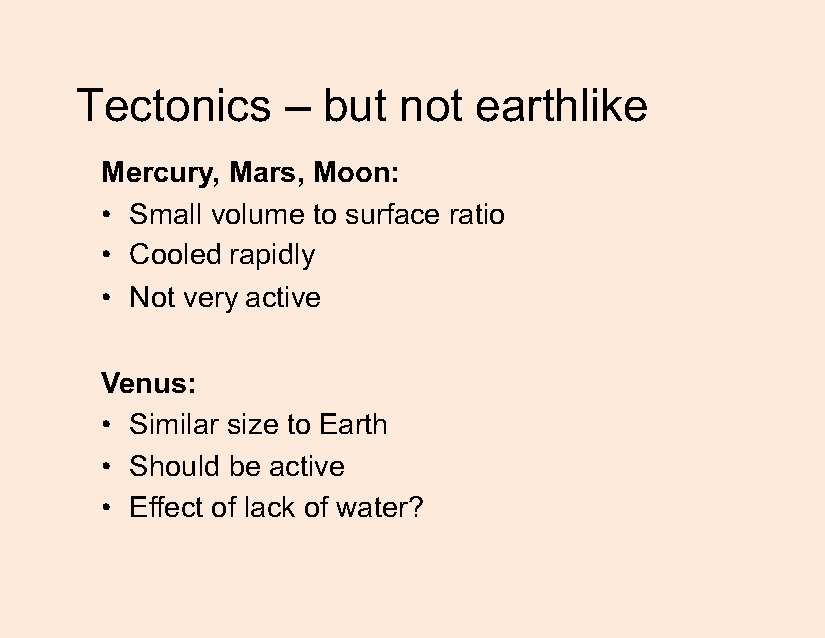 Tectonics – but not earthlike
Mercury, Mars, Moon:
• Small volume to surface ratio
• Cooled rapidly
• Not very active
Venus:
• Similar size to Earth
• Should be active
• Effect of lack of water?